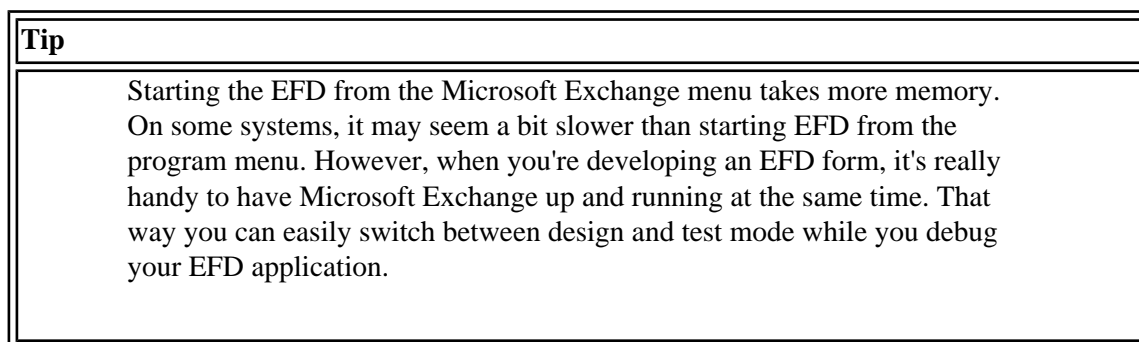 Tip
Starting the EFD from the Microsoft Exchange menu takes more memory.
On some systems, it may seem a bit slower than starting EFD from the
program menu. However, when you're developing an EFD form, it's really
handy to have Microsoft Exchange up and running at the same time. That
way you can easily switch between design and test mode while you debug
your EFD application.